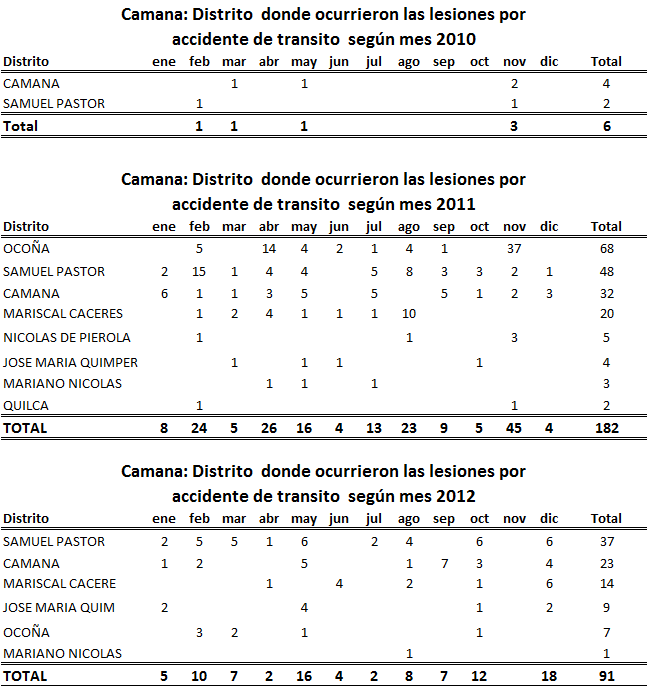 Camana: Distrito donde ocurrieron las lesiones por
accidente de transito según mes 2010
Distrito ene feb mar abr may jun jul ago sep oct nov dic Total
CAMANA 1 1 2 4
SAMUEL PASTOR 1 1 2
Total 1 1 1 3 6
Camana: Distrito donde ocurrieron las lesiones por
accidente de transito según mes 2011
Distrito ene feb mar abr may jun jul ago sep oct nov dic Total
OCOÑA 5 14 4 2 1 4 1 37 68
SAMUEL PASTOR 2 15 1 4 4 5 8 3 3 2 1 48
CAMANA 6 1 1 3 5 5 5 1 2 3 32
MARISCAL CACERES 1 2 4 1 1 1 10 20
NICOLAS DE PIEROLA 1 1 3 5
JOSE MARIA QUIMPER 1 1 1 1 4
MARIANO NICOLAS 1 1 1 3
QUILCA 1 1 2
TOTAL 8 24 5 26 16 4 13 23 9 5 45 4 182
Camana: Distrito donde ocurrieron las lesiones por
accidente de transito según mes 2012
Distrito ene feb mar abr may jun jul ago sep oct nov dic Total
SAMUEL PASTOR 2 5 5 1 6 2 4 6 6 37
CAMANA 1 2 5 1 7 3 4 23
MARISCAL CACERE 1 4 2 1 6 14
JOSE MARIA QUIM 2 4 1 2 9
OCOÑA 3 2 1 1 7
MARIANO NICOLAS 1 1
TOTAL 5 10 7 2 16 4 2 8 7 12 18 91